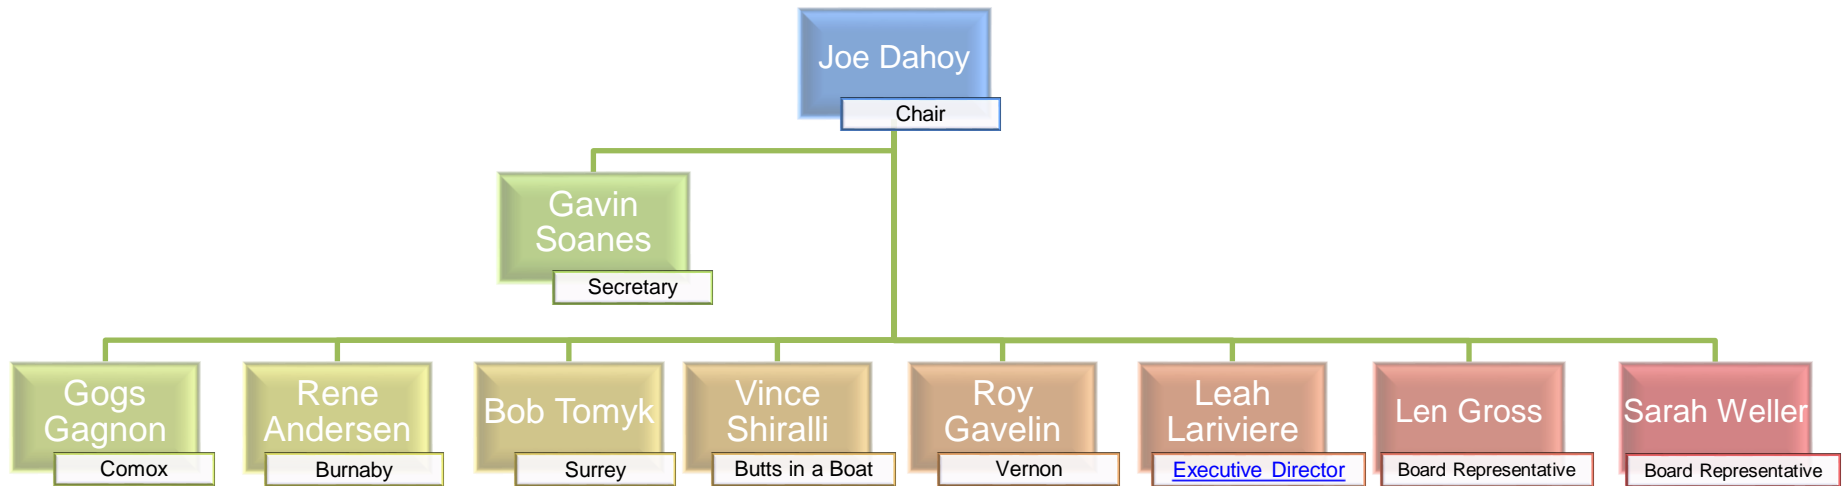 Joe Dahoy
Chair
Gavin
Soanes
Secretary
Gogs
Gagnon
Comox
Rene
Andersen
Burnaby
Bob Tomyk
Surrey
Vince
Shiralli
Butts in a Boat
Roy
Gavelin
Vernon
Leah
Lariviere
Executive Director
Len Gross
Board Representative
Sarah Weller
Board Representative